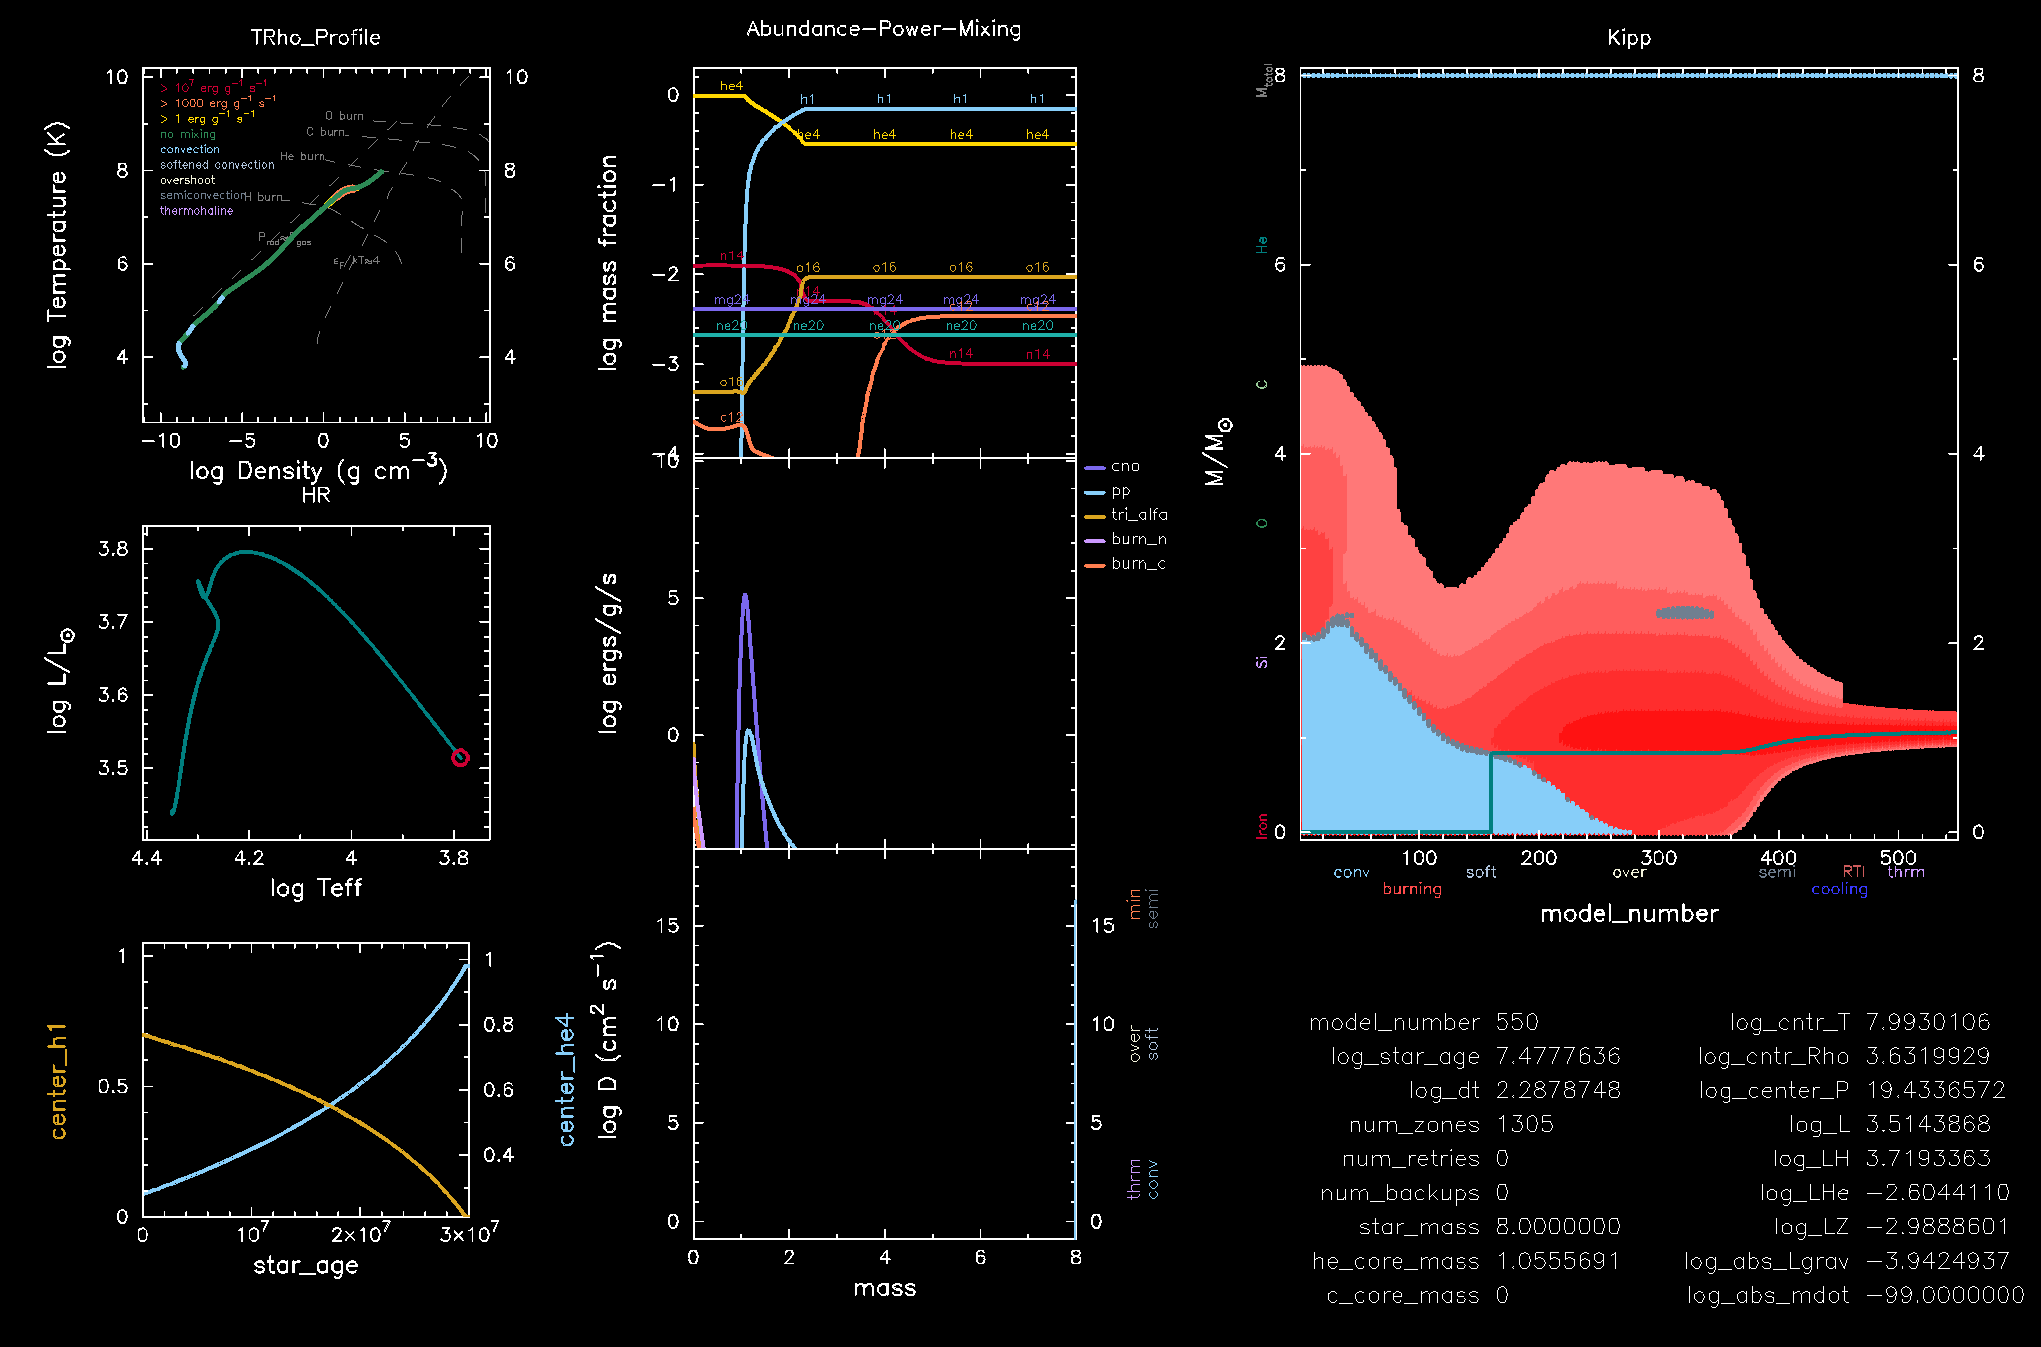 TRho_Profile
10
8
6
4
10
8
6
4
> 10⁷ erg g⁻¹ s⁻¹
> 1000 erg g⁻¹ s⁻¹
> 1 erg g⁻¹ s⁻¹
no mixing
convection
softened convection
overshoot
semiconvection
thermohaline
O burn
C burn
He burn
H burn
εF/kT≈4
log Temperature (K)
−10 −5 0 5 10
log Density (g cm⁻³)
HR
3.8
3.7
3.6
3.5
log L/L⊙
4.4 4.2 4 3.8
log Teff
1
0.5
0
center_h1
1
0.8
0.6
0.4
center_he4
0 10⁷ 2×10⁷ 3×10⁷
star_age
Abundance−Power−Mixing
0
−1
−2
−3
−4
log mass fraction
he4
h1 h1 h1 h1
he4 he4 he4 he4
n14
o16 o16 o16 o16
mg24 mg24 mg24 mg24 mg24
c12
ne20 ne20 ne20 ne20 ne20
n14 n14
o16
c12
10
5
0
log ergs/g/s
cno
pp
tri_alfa
burn_n
burn_c
15
10
5
0
log D (cm² s⁻¹)
15
10
5
0
min
semi
over
soft
thrm
conv
0 2 4 6 8
mass
Kipp
8
6
4
2
0
8
6
4
2
0
Mtotal
He
C
O
Si
Iron
M/M⊙
100 200 300 400 500
conv soft over semi RTI thrm
burning cooling
model_number
model_number 550
log_star_age 7.4777636
log_dt 2.2878748
num_zones 1305
num_retries 0
num_backups 0
star_mass 8.0000000
he_core_mass 1.0555691
c_core_mass 0
log_cntr_T 7.9930106
log_cntr_Rho 3.6319929
log_center_P 19.4336572
log_L 3.5143868
log_LH 3.7193363
log_LHe −2.6044110
log_LZ −2.9888601
log_abs_Lgrav −3.9424937
log_abs_mdot −99.0000000